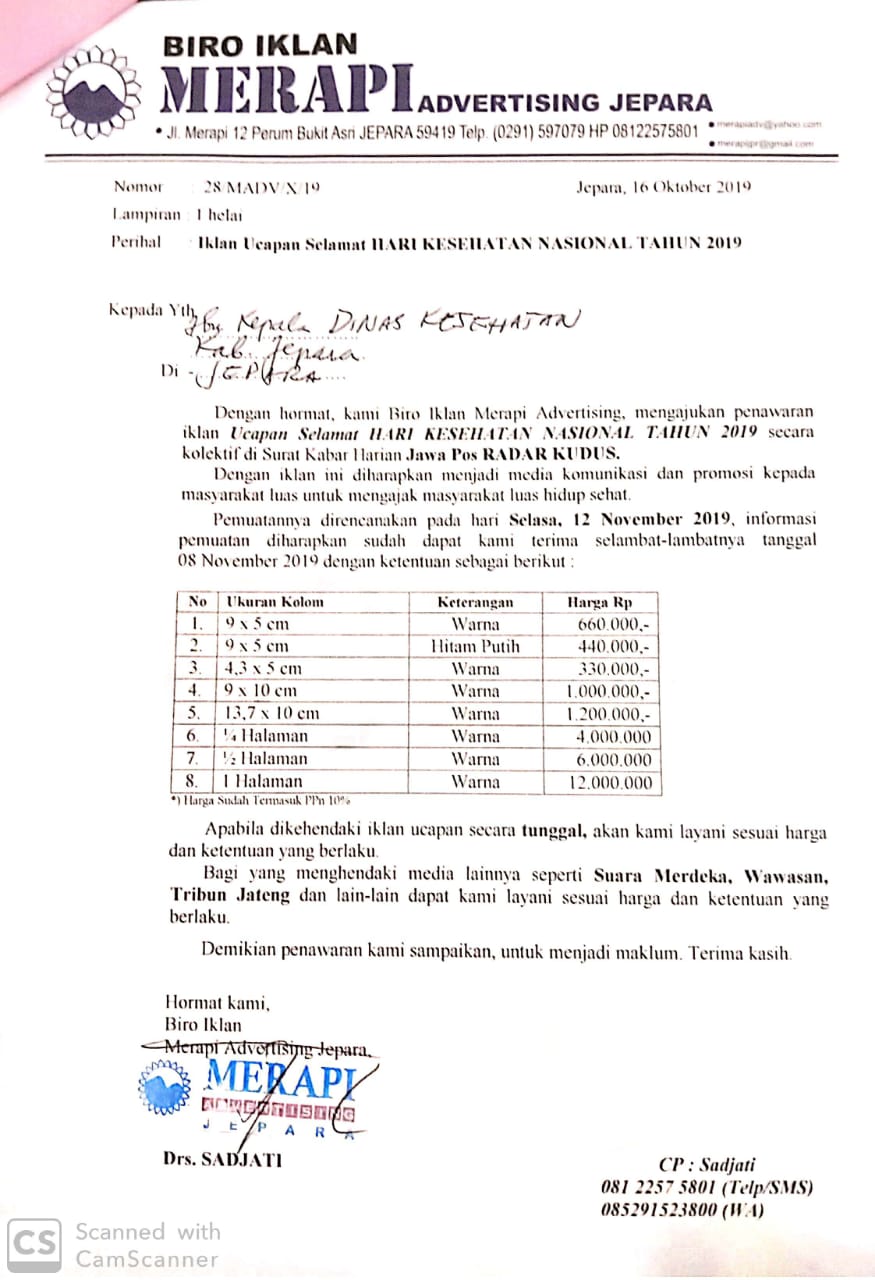 BIRO IKLAN
MERAPI ADVERTISING JEPARA
• Jl. Merapi 12 Perum Bukit Asri JEPARA 59419 Telp. (0291) 597079 HP 08122575801
• merapiadv@yahoo.com
• merapijpr@gmail.com
Nomor : 28 MADV/X/19
Jepara, 16 Oktober 2019
Lampiran : 1 helai
Perihal : Iklan Ucapan Selamat HARI KESEHATAN NASIONAL TAHUN 2019
Kepada Yth.
Kepala DINAS KESEHATAN
Kab. Jepara
Di - JEPARA
Dengan hormat, kami Biro Iklan Merapi Advertising, mengajukan penawaran
iklan Ucapan Selamat HARI KESEHATAN NASIONAL TAHUN 2019 secara
kolektif di Surat Kabar Harian Jawa Pos RADAR KUDUS.
Dengan iklan ini diharapkan menjadi media komunikasi dan promosi kepada
masyarakat luas untuk mengajak masyarakat luas hidup sehat.
Pemuatannya direncanakan pada hari Selasa, 12 November 2019, informasi
pemuatan diharapkan sudah dapat kami terima selambat-lambatnya tanggal
08 November 2019 dengan ketentuan sebagai berikut :
No Ukuran Kolom Keterangan Harga Rp
1. 9 x 5 cm Warna 660.000,-
2. 9 x 5 cm Hitam Putih 440.000,-
3. 4,3 x 5 cm Warna 330.000,-
4. 9 x 10 cm Warna 1.000.000,-
5. 13,7 x 10 cm Warna 1.200.000,-
6. ¼ Halaman Warna 4.000.000
7. ½ Halaman Warna 6.000.000
8. 1 Halaman Warna 12.000.000
*) Harga Sudah Termasuk PPn 10%
Apabila dikehendaki iklan ucapan secara tunggal, akan kami layani sesuai harga
dan ketentuan yang berlaku.
Bagi yang menghendaki media lainnya seperti Suara Merdeka, Wawasan,
Tribun Jateng dan lain-lain dapat kami layani sesuai harga dan ketentuan yang
berlaku.
Demikian penawaran kami sampaikan, untuk menjadi maklum. Terima kasih.
Hormat kami,
Biro Iklan
Merapi Advertising Jepara,
MERAPI
ADVERTISING
JEPARA
Drs. SADJATI
CP : Sadjati
081 2257 5801 (Telp/SMS)
085291523800 (WA)
CS Scanned with
CamScanner